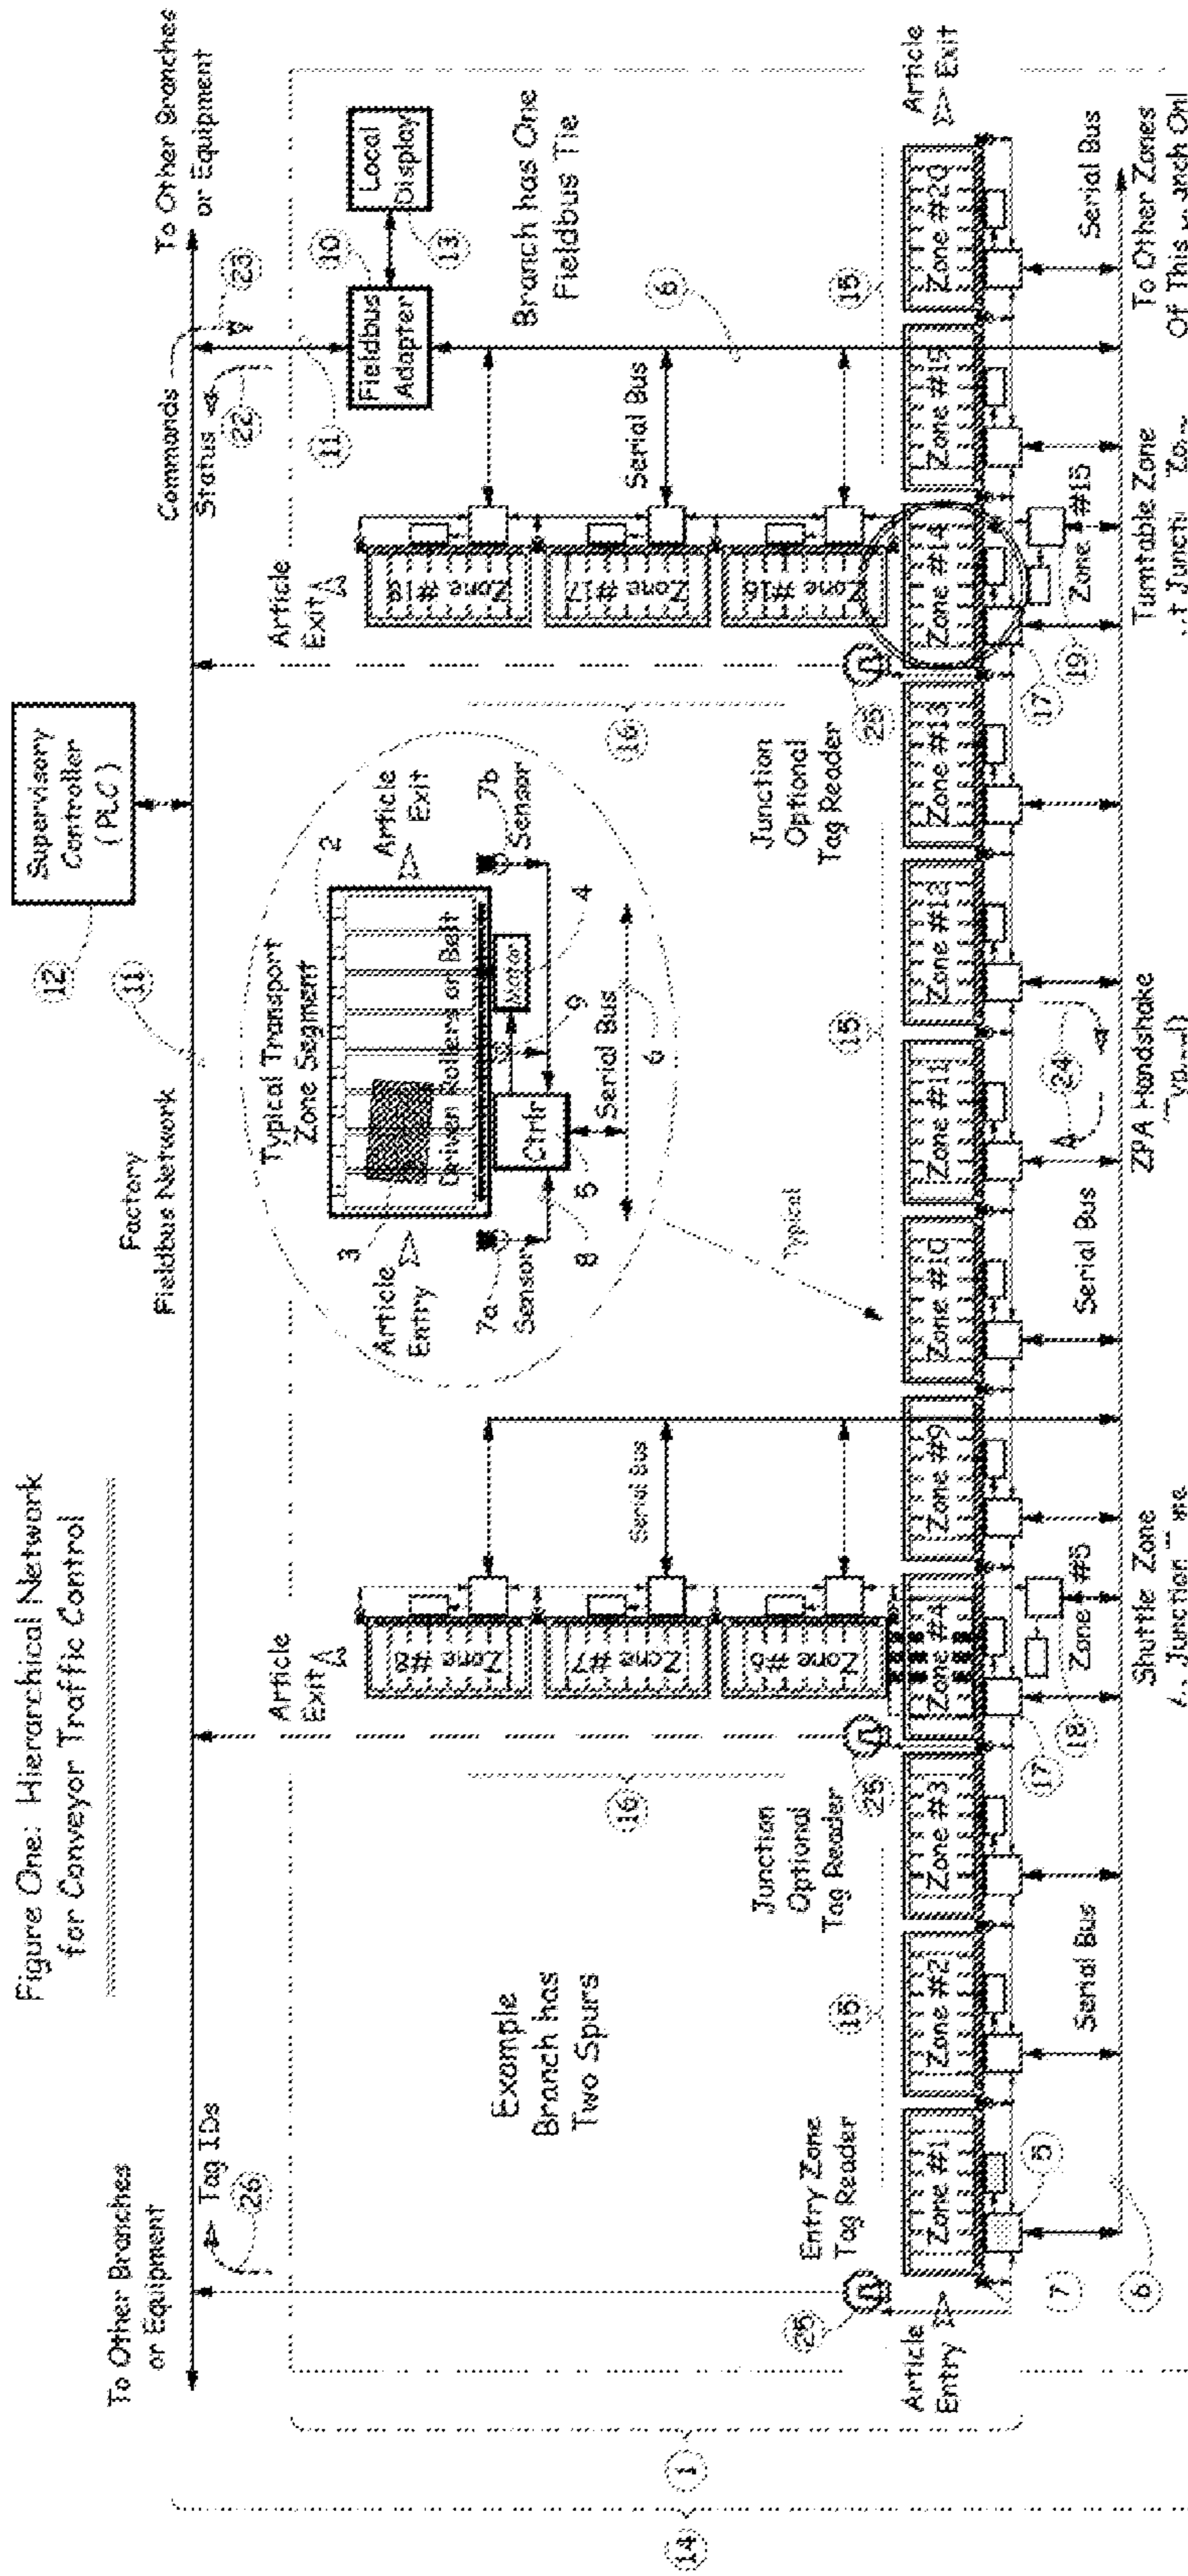 Figure One: Hierarchical Network
for Conveyor Traffic Control
Supervisory
Controller
(PLC)
12
11
Factory
Fieldbus Network
To Other Branches
or Equipment
To Other Branches
or Equipment
Tag IDs
26
Commands
Status
22
23
11
Fieldbus
Adapter
10
Local
Display
13
Branch has One
Fieldbus Tie
Example
Branch has
Two Spurs
Typical Transport
Zone Segment
2
3
Article
Entry
Article
Exit
Driven Rollers or Belt
7a
Sensor
7b
Sensor
Ctrlr
Motor
4
9
8
5
Serial Bus
6
Typical
Article
Exit
Zone #8
Zone #7
Zone #6
Serial Bus
16
Article
Exit
Zone #17
Zone #16
Serial Bus
16
6
Entry Zone
Tag Reader
25
Junction
Optional
Tag Reader
25
Junction
Optional
Tag Reader
25
15
15
15
Article
Entry
Zone #1
Zone #2
Zone #3
Zone #4
Zone #9
Zone #10
Zone #11
Zone #12
Zone #13
Zone #14
Zone #19
Zone #20
Article
Exit
7
5
6
17
18
Zone #5
17
19
Zone #15
24
Serial Bus
Serial Bus
Serial Bus
Shuttle Zone
Junction
ZPA Handshake
Turntable Zone
To Other Zones
Of This
1
14